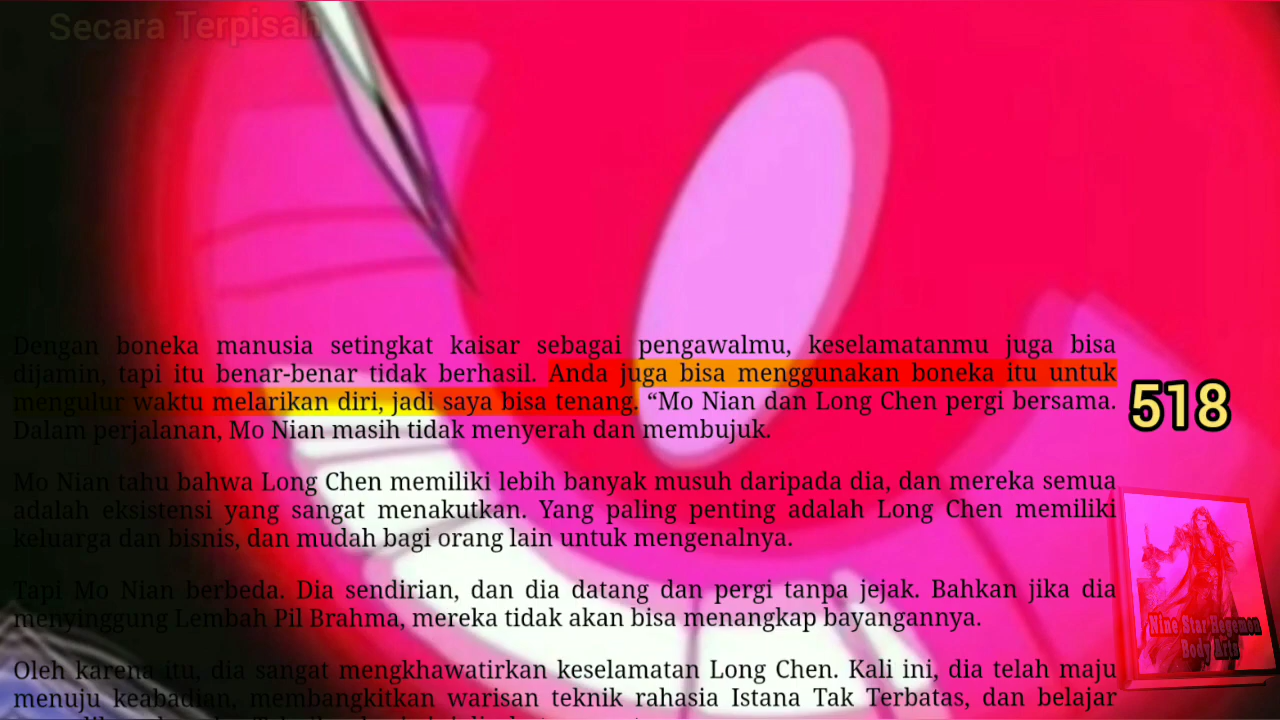 Secara Terpisah
Dengan boneka manusia setingkat kaisar sebagai pengawalmu, keselamatanmu juga bisa
dijamin, tapi itu benar-benar tidak berhasil. Anda juga bisa menggunakan boneka itu untuk
mengulur waktu melarikan diri, jadi saya bisa tenang. “Mo Nian dan Long Chen pergi bersama.
Dalam perjalanan, Mo Nian masih tidak menyerah dan membujuk.
518
Mo Nian tahu bahwa Long Chen memiliki lebih banyak musuh daripada dia, dan mereka semua
adalah eksistensi yang sangat menakutkan. Yang paling penting adalah Long Chen memiliki
keluarga dan bisnis, dan mudah bagi orang lain untuk mengenalnya.
Tapi Mo Nian berbeda. Dia sendirian, dan dia datang dan pergi tanpa jejak. Bahkan jika dia
menyinggung Lembah Pil Brahma, mereka tidak akan bisa menangkap bayangannya.
Nine Star Hegemon
Body Arts
Oleh karena itu, dia sangat mengkhawatirkan keselamatan Long Chen. Kali ini, dia telah maju
menuju keabadian, membangkitkan warisan teknik rahasia Istana Tak Terbatas, dan belajar